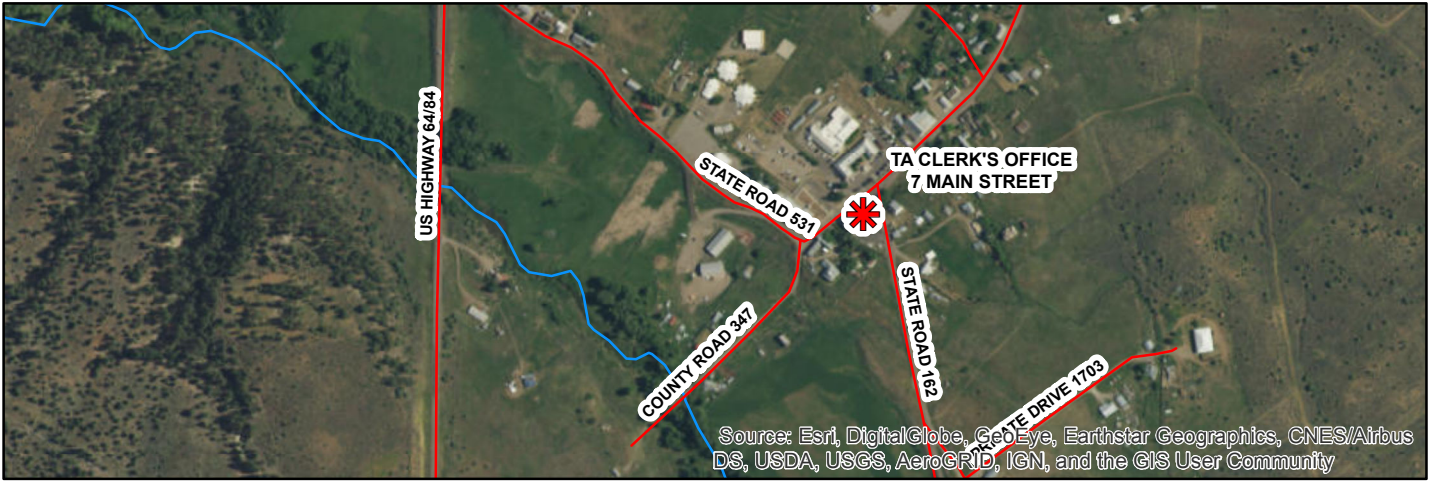 US HIGHWAY 64/84
STATE ROAD 531
TA CLERK'S OFFICE
7 MAIN STREET
COUNTY ROAD 347
STATE ROAD 162
PRIVATE DRIVE 1703
Source: Esri, DigitalGlobe, GeoEye, Earthstar Geographics, CNES/Airbus
DS, USDA, USGS, AeroGRID, IGN, and the GIS User Community